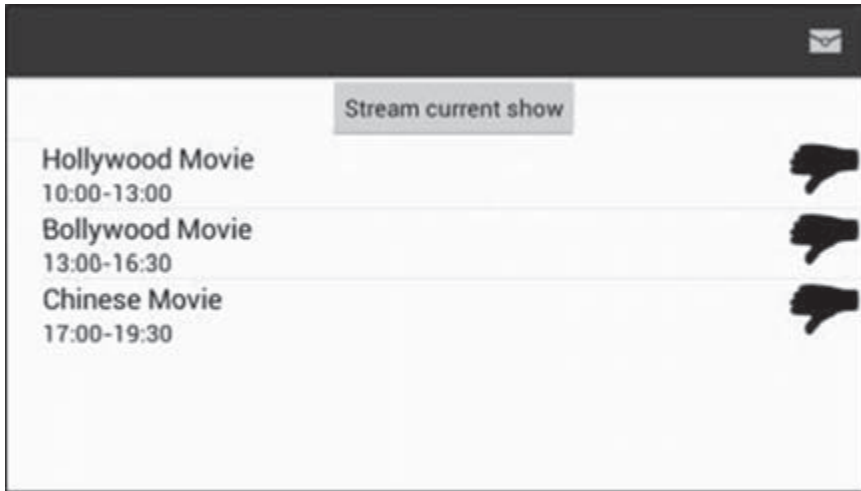 Stream current show
Hollywood Movie
10:00-13:00
Bollywood Movie
13:00-16:30
Chinese Movie
17:00-19:30